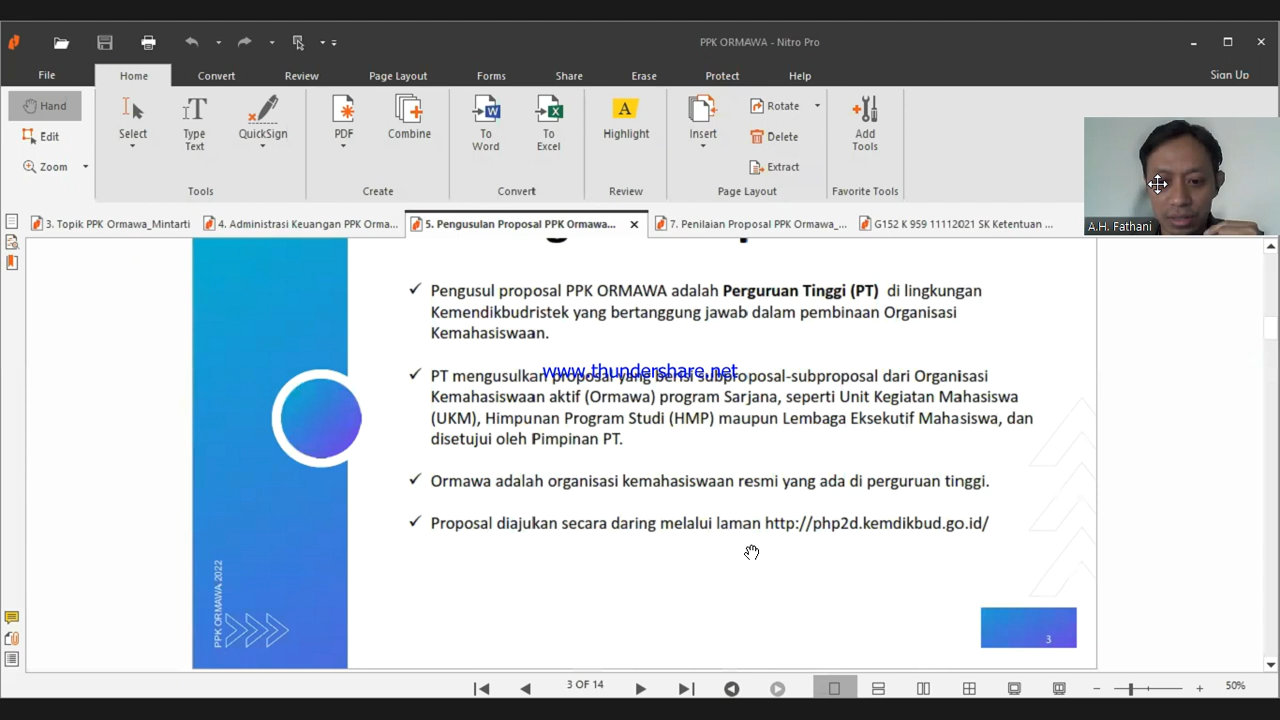 PPK ORMAWA - Nitro Pro
File
Home
Convert
Review
Page Layout
Forms
Share
Erase
Protect
Help
Sian Uo
Hand
Edit
Zoom
Select
Type Text
QuickSign
Tools
PDF
Combine
Create
To Word
To Excel
Convert
Highlight
Review
Insert
Rotate
Delete
Extract
Page Layout
Add Tools
Favorite Tools
A.H. Fathani
3. Topik PPK Ormawa_Mintarti
4. Administrasi Keuangan PPK Orma...
5. Pengusulan Proposal PPK Ormawa...
7. Penilaian Proposal PPK Ormawa_...
G152 K 959 11112021 SK Ketentuan ...
✓ Pengusul proposal PPK ORMAWA adalah Perguruan Tinggi (PT) di lingkungan
Kemendikbudristek yang bertanggung jawab dalam pembinaan Organisasi
Kemahasiswaan.
www.thundershare.net
✓ PT mengusulkan proposal yang berisi subproposal-subproposal dari Organisasi
Kemahasiswaan aktif (Ormawa) program Sarjana, seperti Unit Kegiatan Mahasiswa
(UKM), Himpunan Program Studi (HMP) maupun Lembaga Eksekutif Mahasiswa, dan
disetujui oleh Pimpinan PT.
✓ Ormawa adalah organisasi kemahasiswaan resmi yang ada di perguruan tinggi.
✓ Proposal diajukan secara daring melalui laman http://php2d.kemdikbud.go.id/
PPK ORMAWA 2022
3
3 OF 14
50%